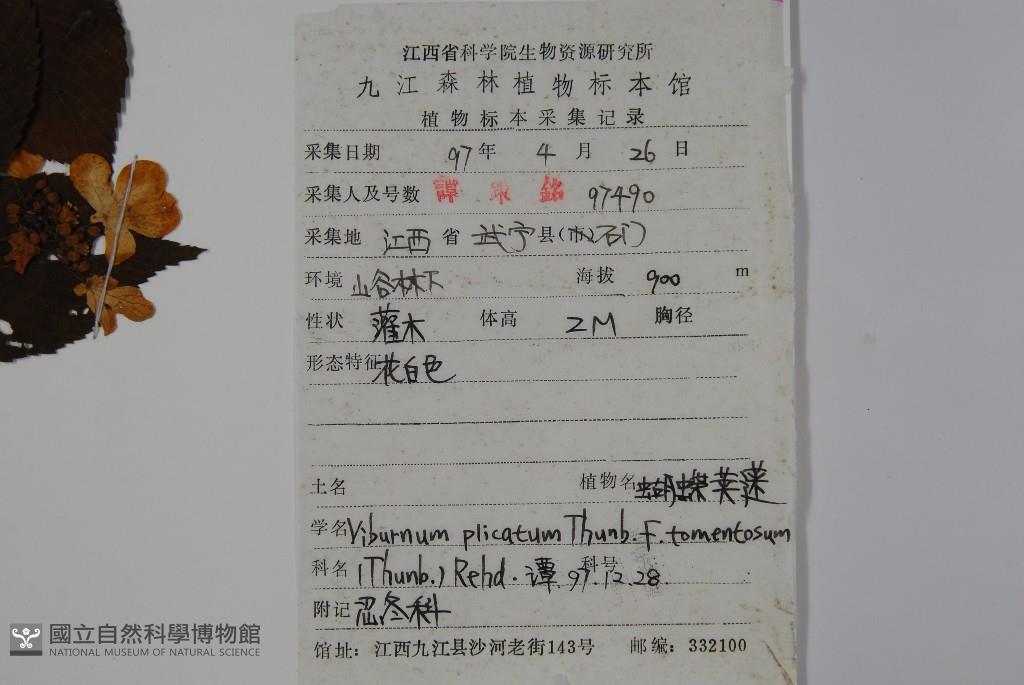 江西省科学院生物资源研究所
九江森林植物标本馆
植物标本采集记录
采集日期 97年 4 月 26 日
采集人及号数 譚策銘 97490
采集地 江西 省 武宁 县(石门)
环境 山谷林下 海拔 900 m
性状 灌木 体高 2M 胸径
形态特征 花白色
土名 植物名 蝴蝶荚蒾
学名 Viburnum plicatum Thunb. F. tomentosum
科名 (Thunb.) Rehd. 科号 譚 97.12.28
附记 忍冬科
馆址：江西九江县沙河老街143号 邮编：332100
國立自然科學博物館
NATIONAL MUSEUM OF NATURAL SCIENCE